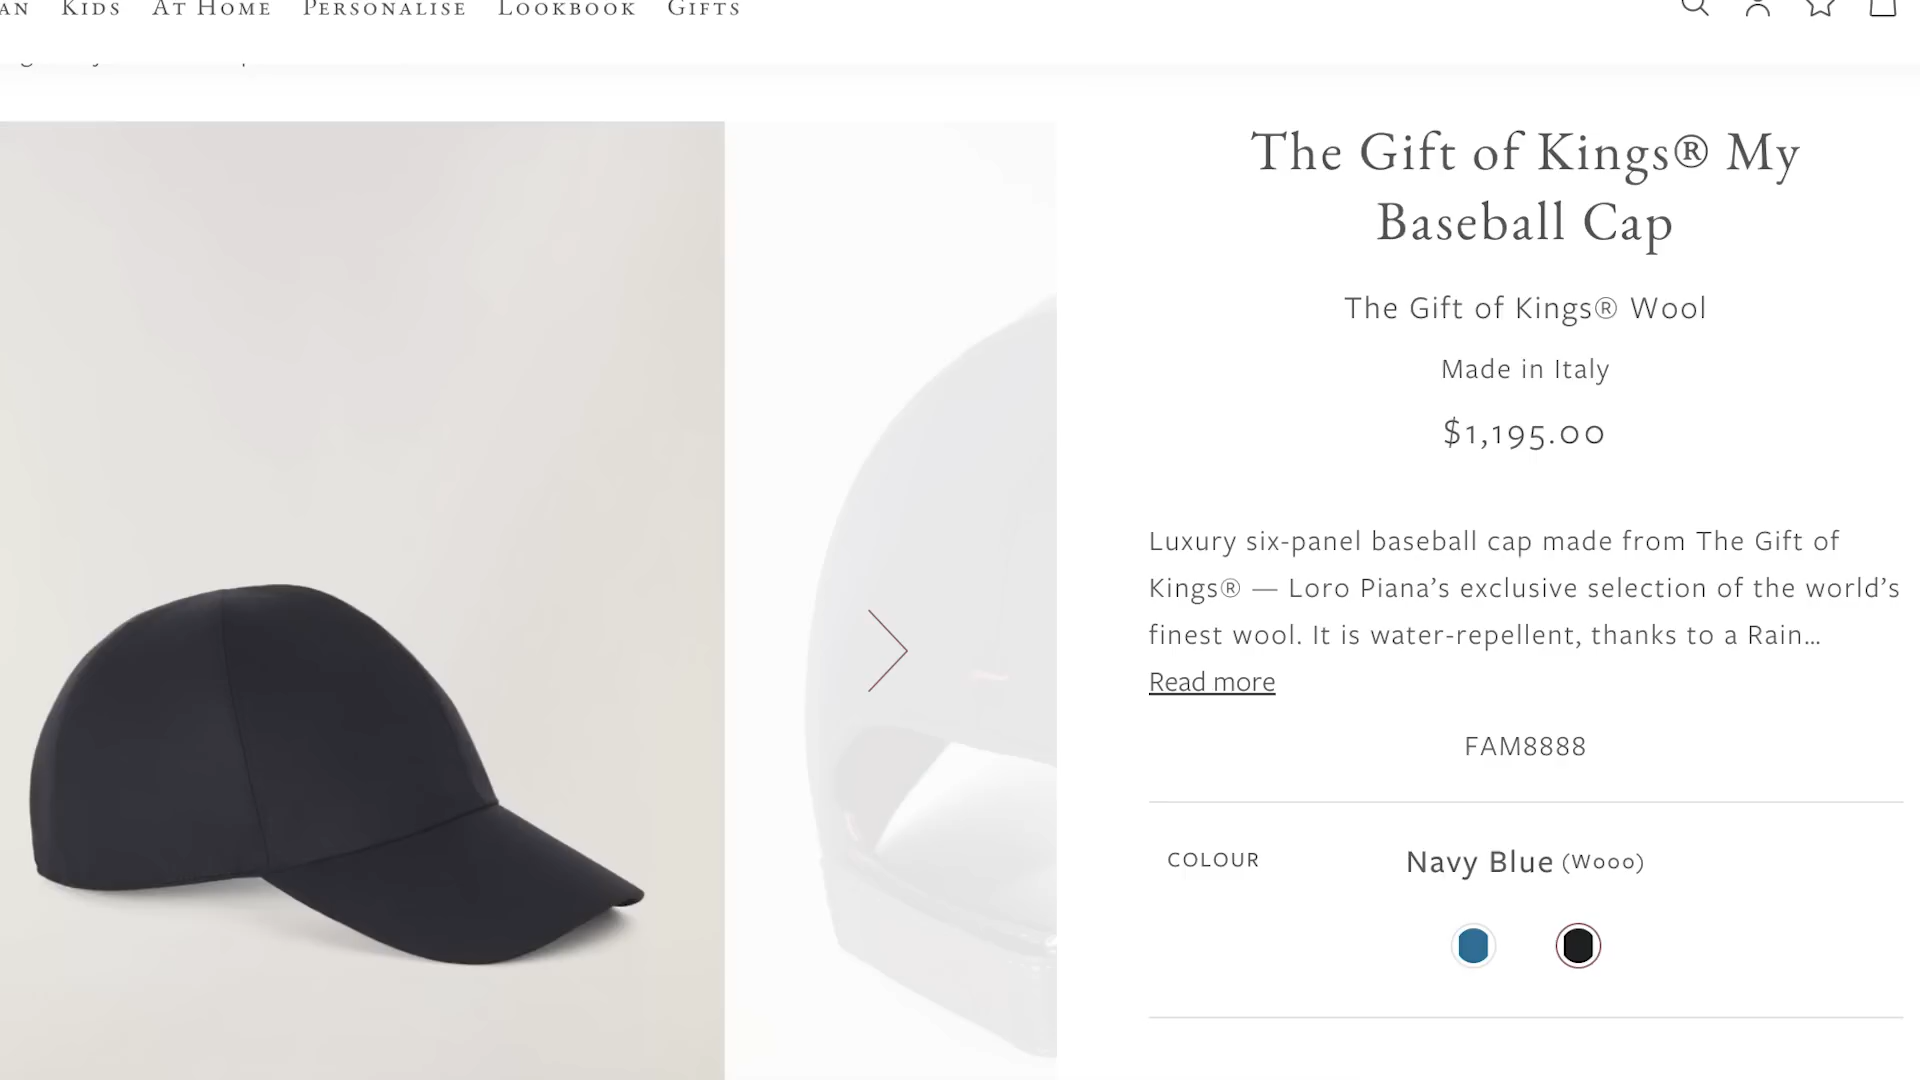 KIDS AT HOME PERSONALISE LOOKBOOK GIFTS
The Gift of Kings® My
Baseball Cap
The Gift of Kings® Wool
Made in Italy
$1,195.00
Luxury six-panel baseball cap made from The Gift of
Kings® — Loro Piana’s exclusive selection of the world’s
finest wool. It is water-repellent, thanks to a Rain...
Read more
FAM8888
COLOUR
Navy Blue (W000)